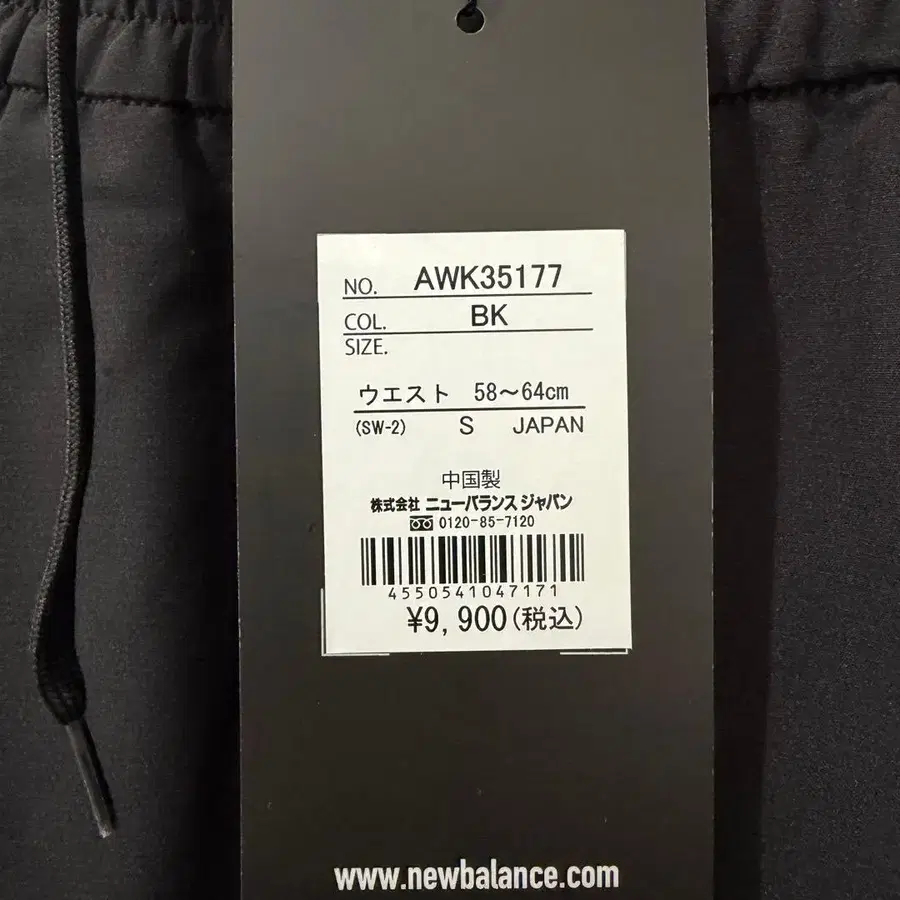 NO. AWK35177
COL. BK
SIZE.
ウエスト 58～64cm
(SW-2) S JAPAN
中国製
株式会社 ニューバランス ジャパン
0120-85-7120
4550541047171
¥9,900(税込)
www.newbalance.com